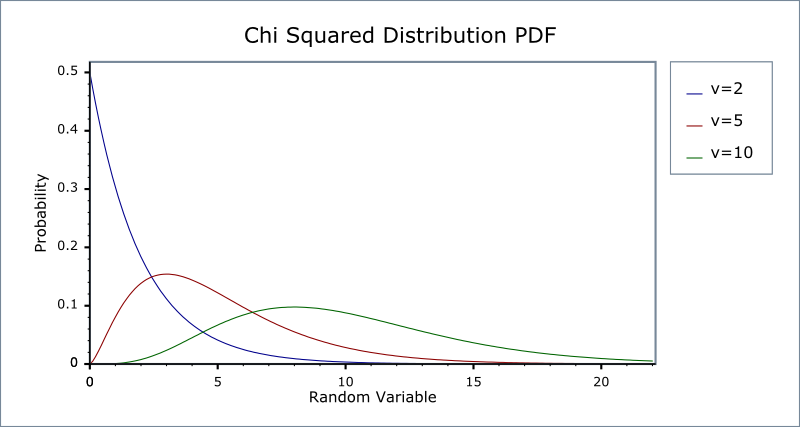 Chi Squared Distribution PDF
v=2
v=5
v=10
Probability
0.5
0.4
0.3
0.2
0.1
0
0 5 10 15 20
Random Variable